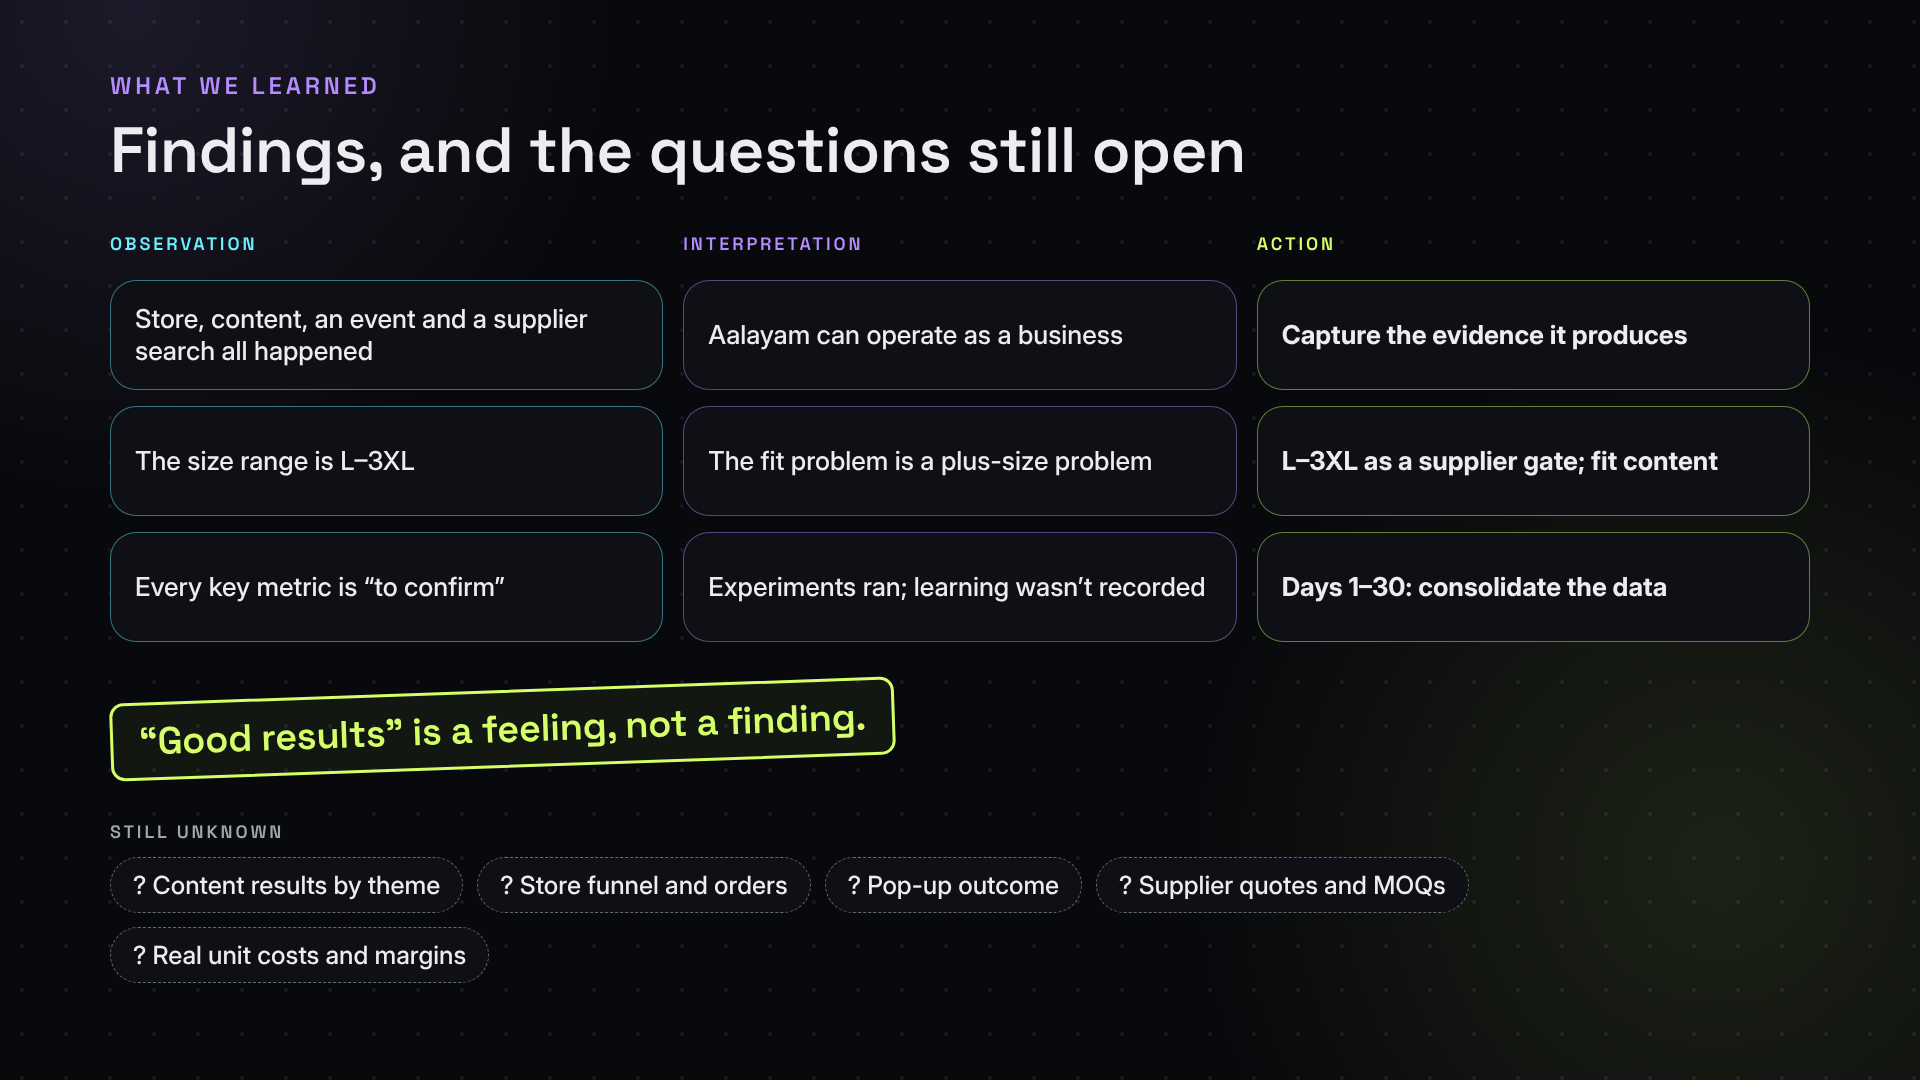 WHAT WE LEARNED
Findings, and the questions still open
OBSERVATION
INTERPRETATION
ACTION
Store, content, an event and a supplier
search all happened
Aalayam can operate as a business
Capture the evidence it produces
The size range is L–3XL
The fit problem is a plus-size problem
L–3XL as a supplier gate; fit content
Every key metric is “to confirm”
Experiments ran; learning wasn’t recorded
Days 1–30: consolidate the data
“Good results” is a feeling, not a finding.
STILL UNKNOWN
? Content results by theme
? Store funnel and orders
? Pop-up outcome
? Supplier quotes and MOQs
? Real unit costs and margins